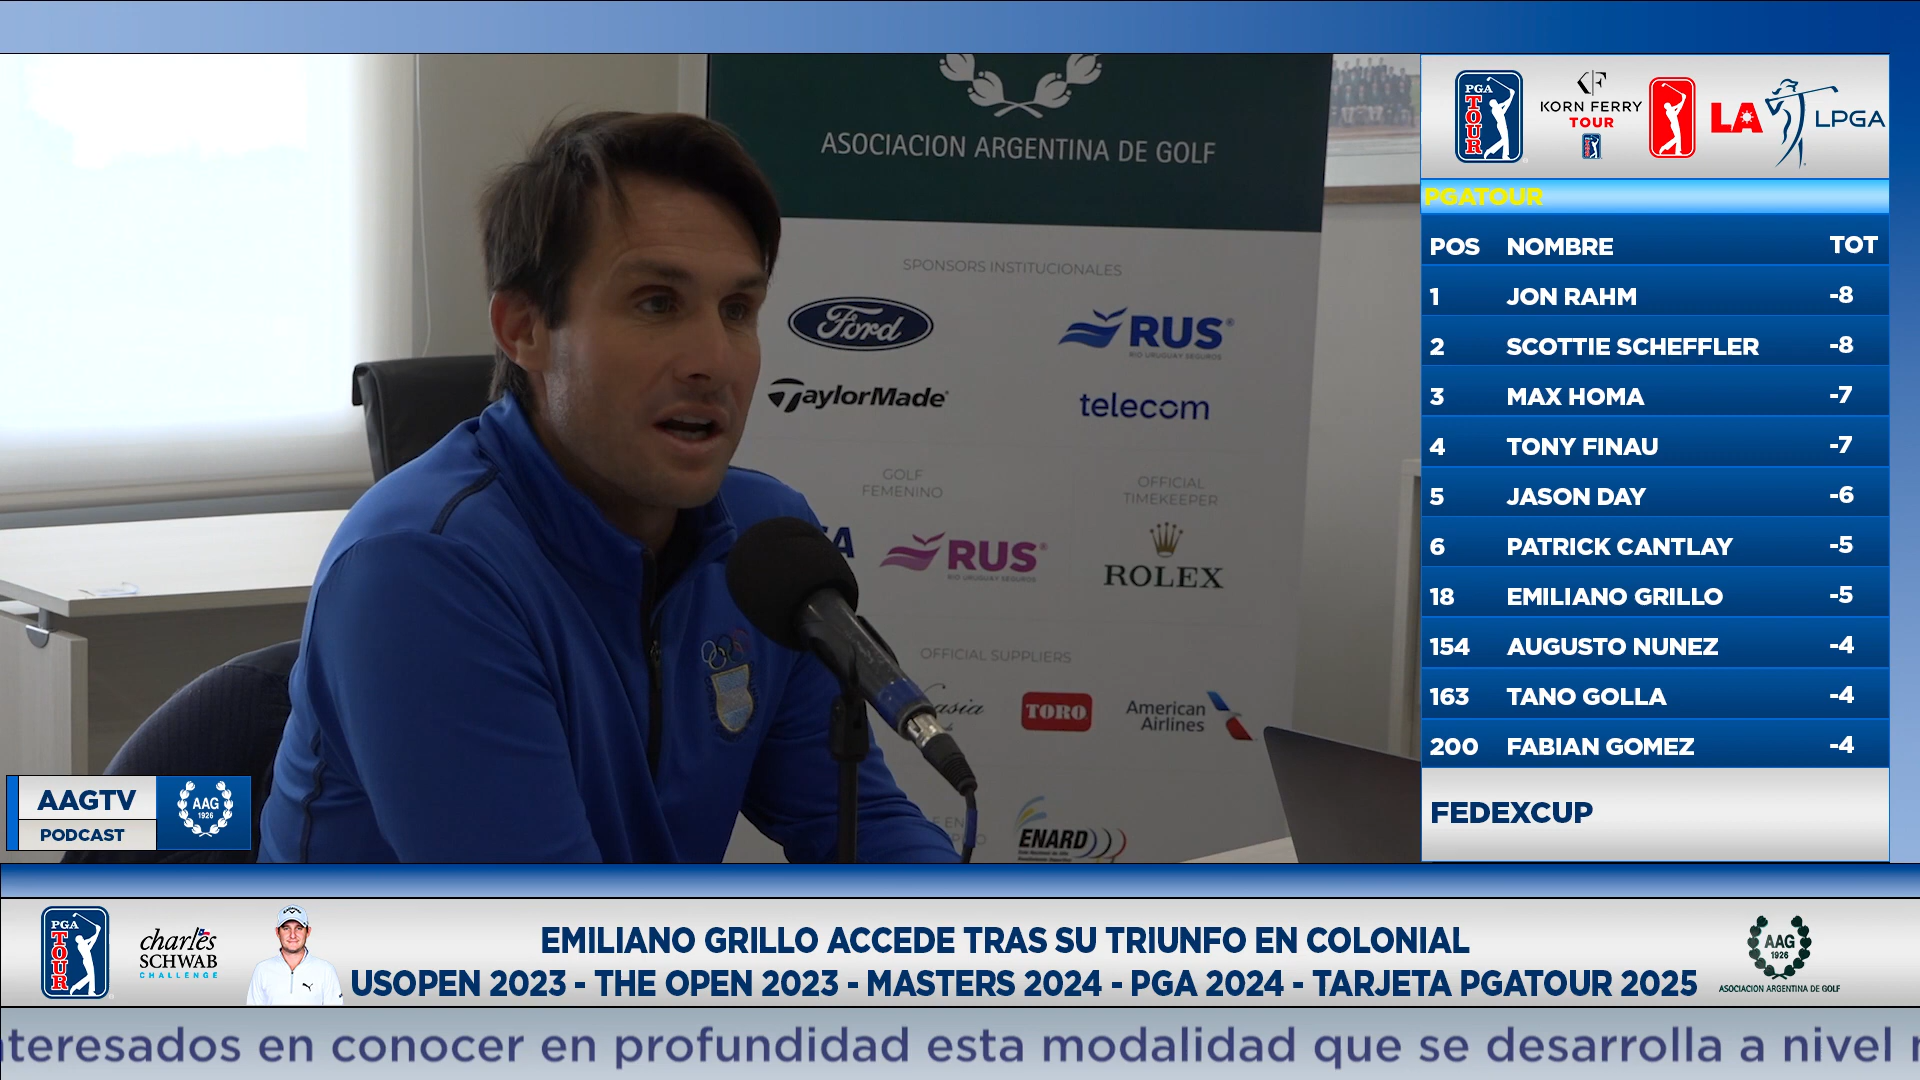 ASOCIACION ARGENTINA DE GOLF
SPONSORS INSTITUCIONALES
Ford
RUS
RIO URUGUAY SEGUROS
TaylorMade
telecom
GOLF
FEMENINO
OFFICIAL
TIMEKEEPER
RUS
RIO URUGUAY SEGUROS
ROLEX
OFFICIAL SUPPLIERS
TORO
American
Airlines
ENARD
AAGTV
PODCAST
AAG
1926
PGA
TOUR
KORN FERRY
TOUR
LA
LPGA
PGATOUR
POS NOMBRE TOT
1 JON RAHM -8
2 SCOTTIE SCHEFFLER -8
3 MAX HOMA -7
4 TONY FINAU -7
5 JASON DAY -6
6 PATRICK CANTLAY -5
18 EMILIANO GRILLO -5
154 AUGUSTO NUNEZ -4
163 TANO GOLLA -4
200 FABIAN GOMEZ -4
FEDEXCUP
PGA
TOUR
charles
SCHWAB
CHALLENGE
EMILIANO GRILLO ACCEDE TRAS SU TRIUNFO EN COLONIAL
USOPEN 2023 - THE OPEN 2023 - MASTERS 2024 - PGA 2024 - TARJETA PGATOUR 2025
AAG
1926
ASOCIACION ARGENTINA DE GOLF
teresados en conocer en profundidad esta modalidad que se desarrolla a nivel